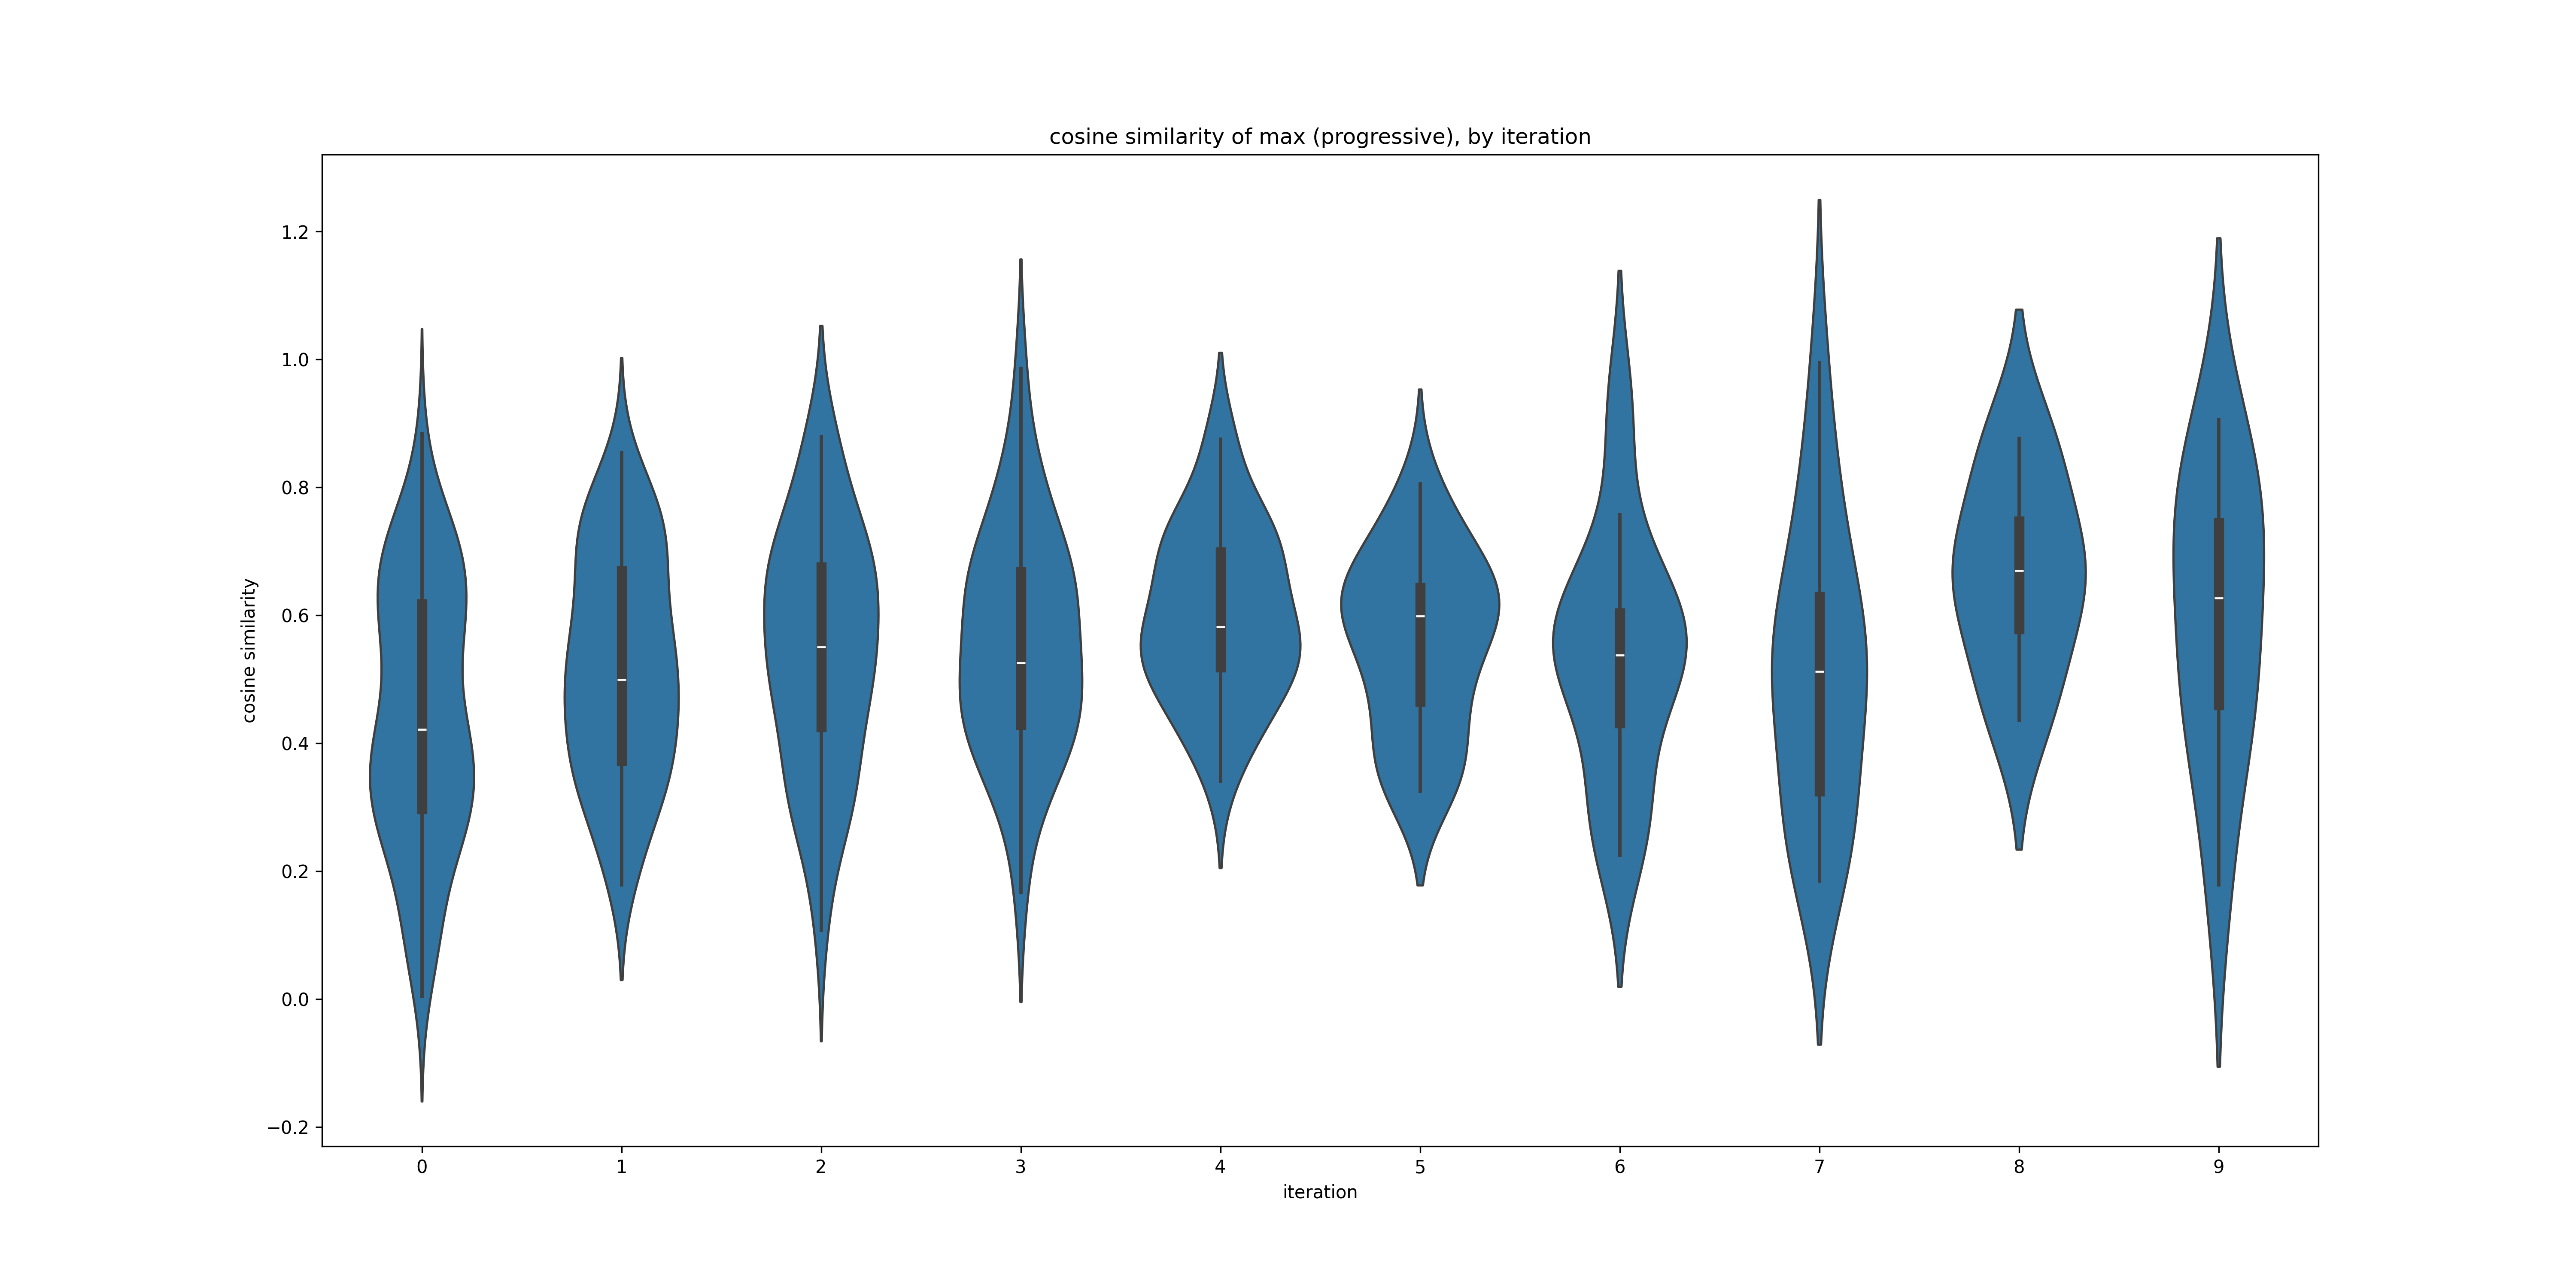 cosine similarity of max (progressive), by iteration
cosine similarity
1.2
1.0
0.8
0.6
0.4
0.2
0.0
−0.2
0 1 2 3 4 5 6 7 8 9
iteration